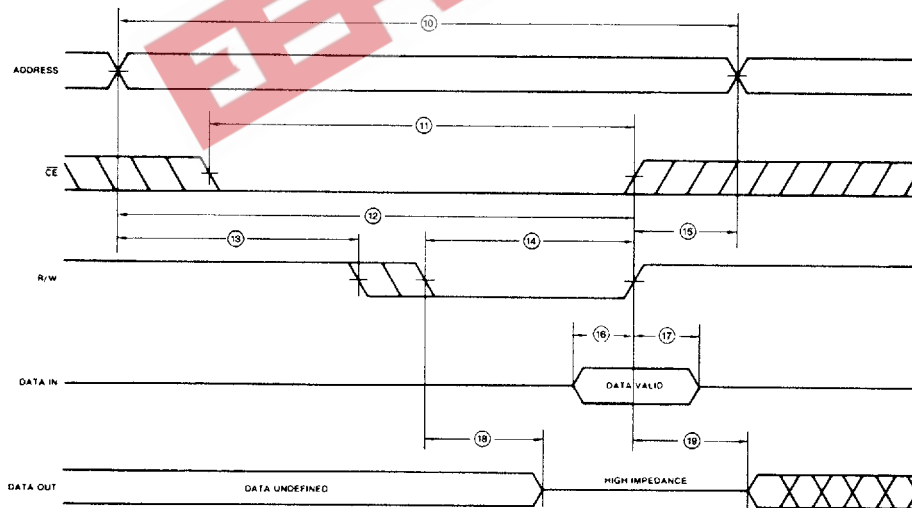 10
ADDRESS
11
CE
12
13
14
15
R/W
16
17
DATA IN
DATA VALID
18
19
DATA OUT
DATA UNDEFINED
HIGH IMPEDANCE